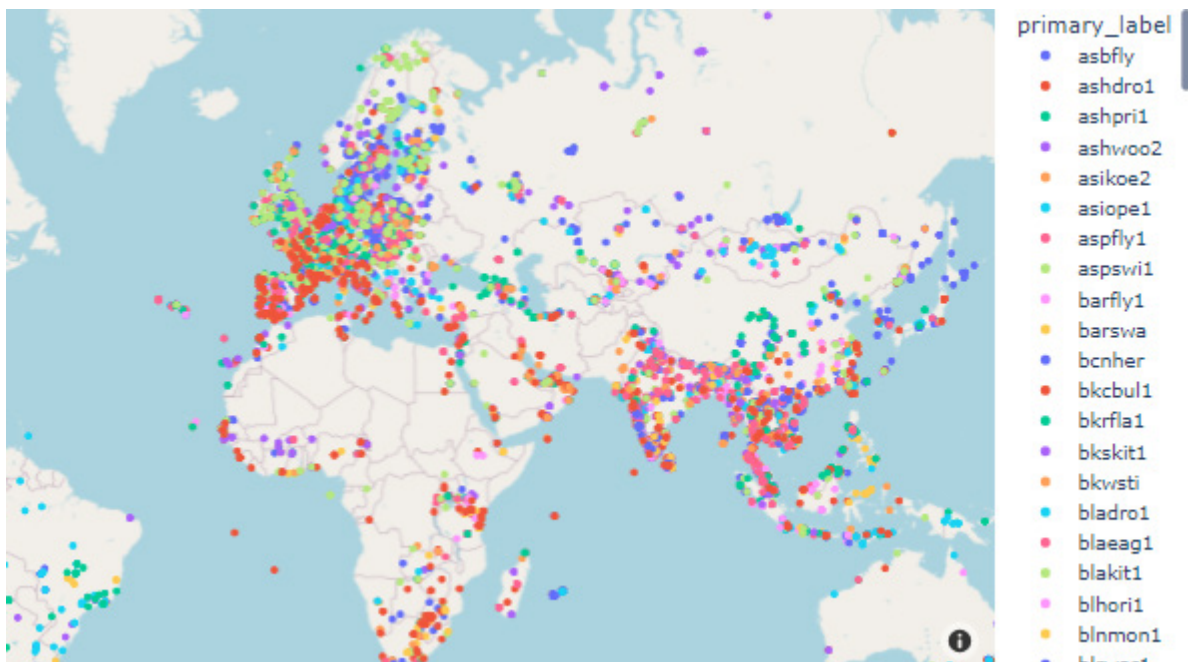 primary_label
asbfly
ashdro1
ashpri1
ashwoo2
asikoe2
asiope1
aspfly1
aspswi1
barfly1
barswa
bcnher
bkcbul1
bkrfla1
bkskit1
bkwsti
bladro1
blaeag1
blakit1
blhori1
blnmon1